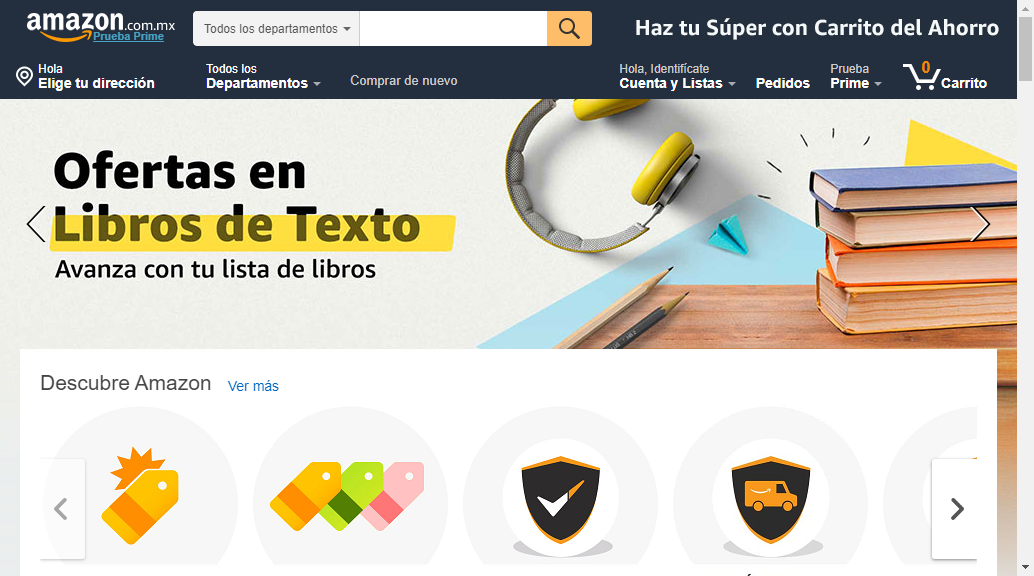 amazon.com.mx
Prueba Prime
Todos los departamentos
Haz tu Súper con Carrito del Ahorro
Hola
Elige tu dirección
Todos los
Departamentos
Comprar de nuevo
Hola, Identifícate
Cuenta y Listas
Pedidos
Prueba
Prime
0
Carrito
Ofertas en
Libros de Texto
Avanza con tu lista de libros
Descubre Amazon
Ver más